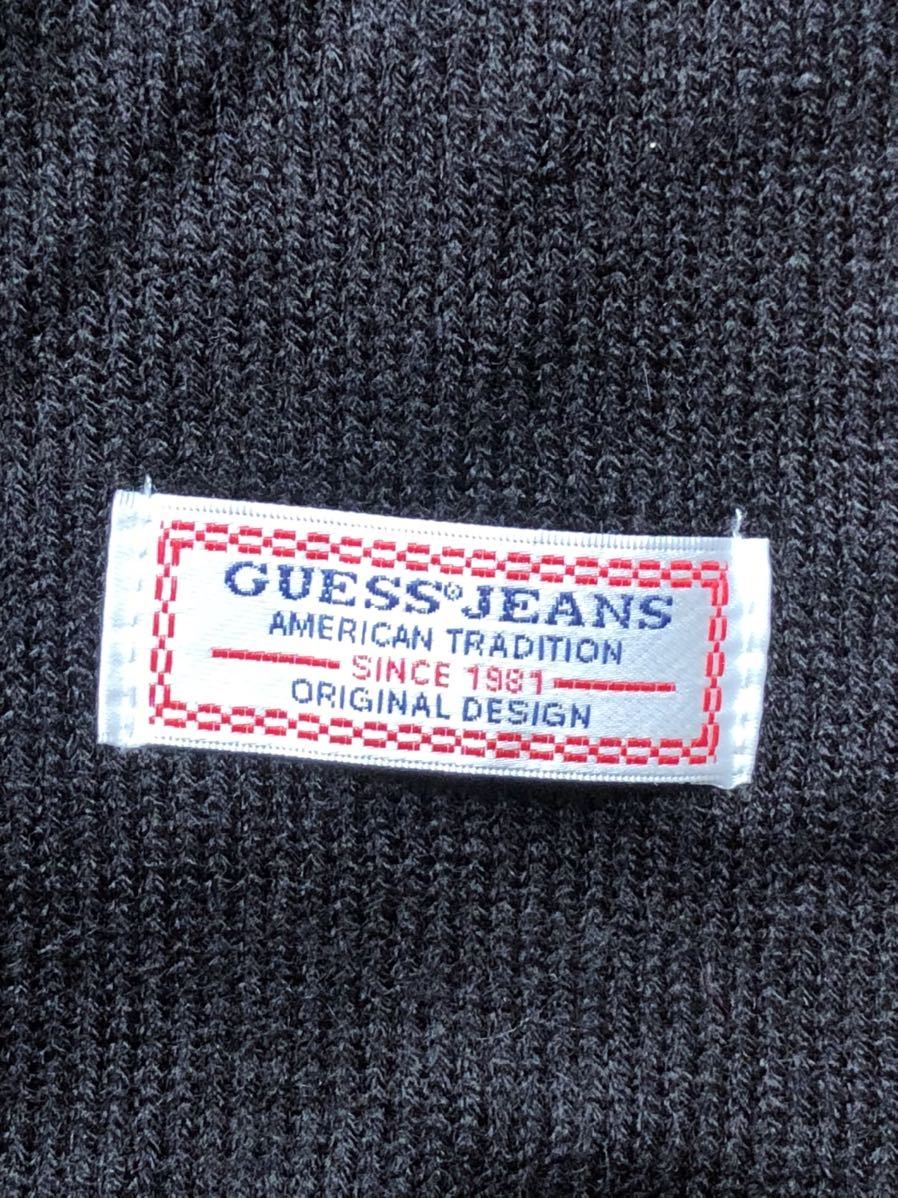 GUESS® JEANS
AMERICAN TRADITION
SINCE 1981
ORIGINAL DESIGN